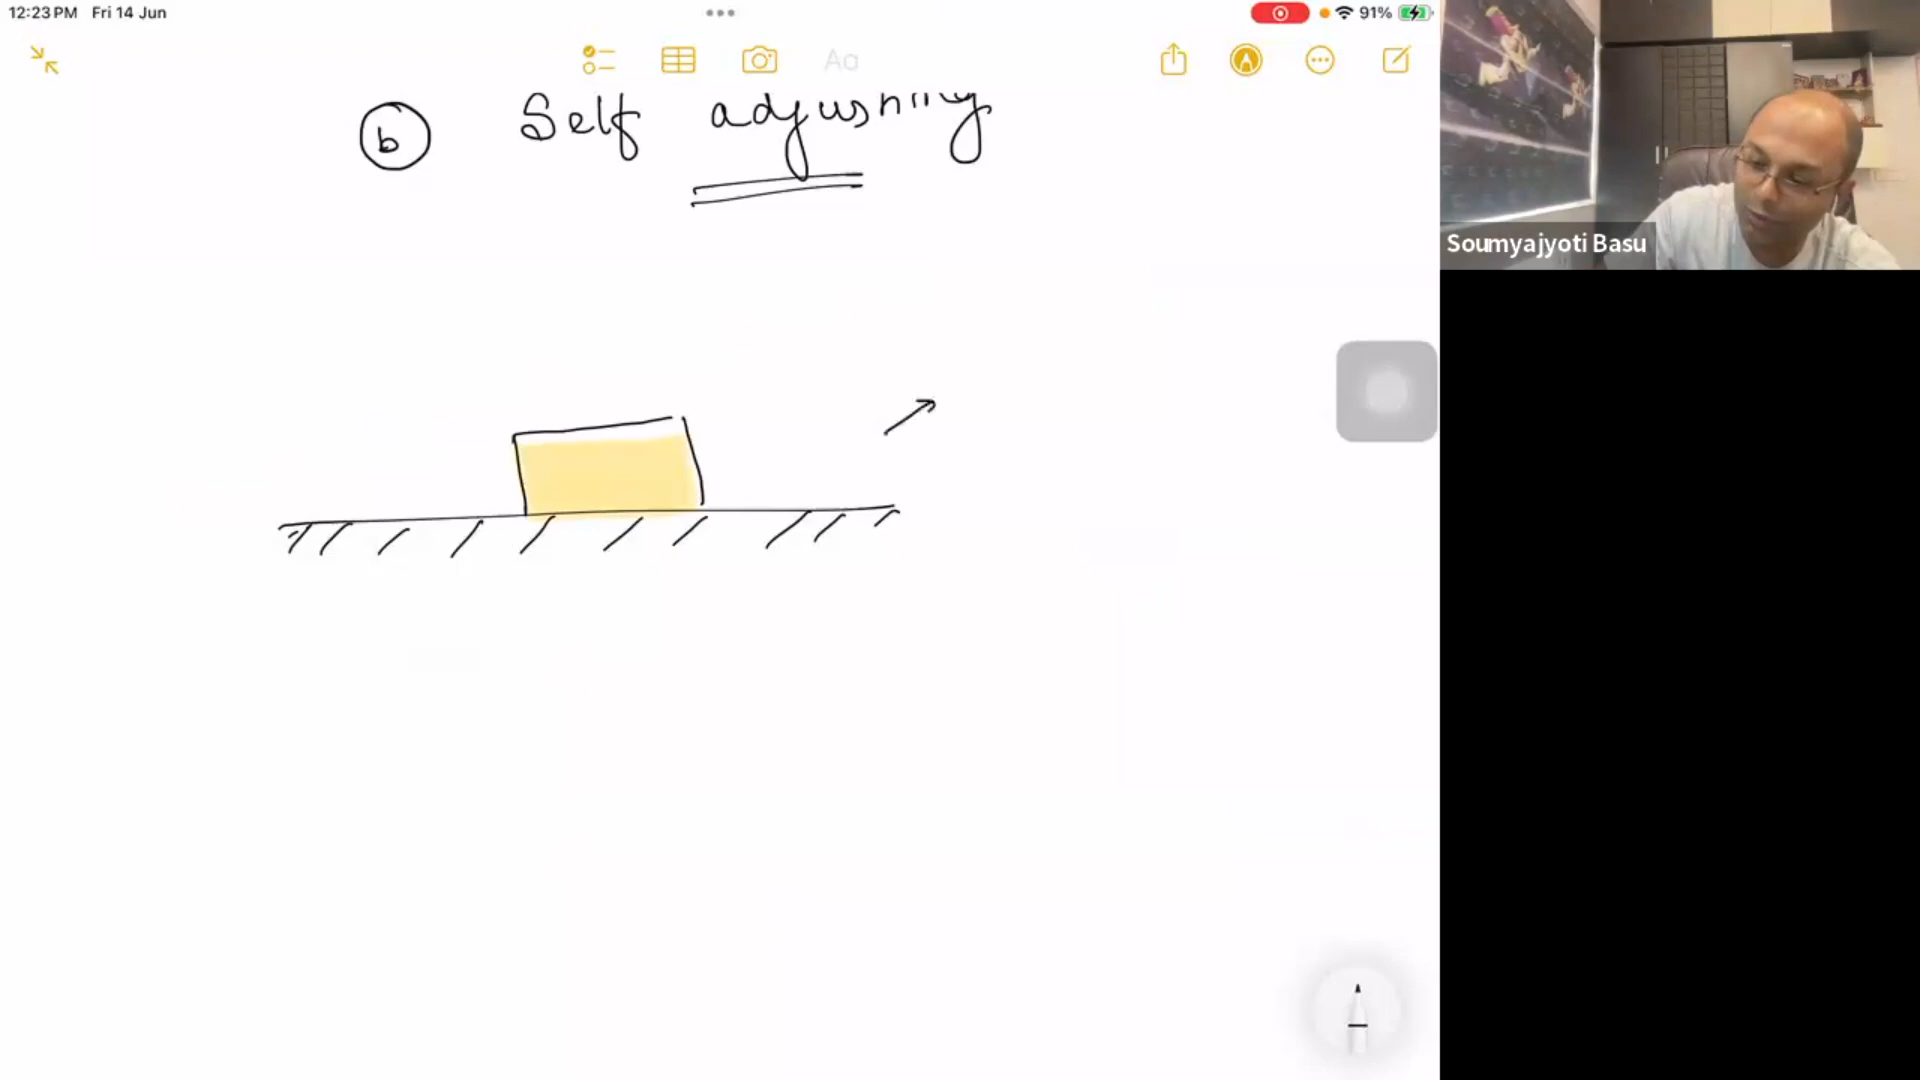 12:23 PM Fri 14 Jun
91%
Aa
b Self adjusting
Soumyajyoti Basu